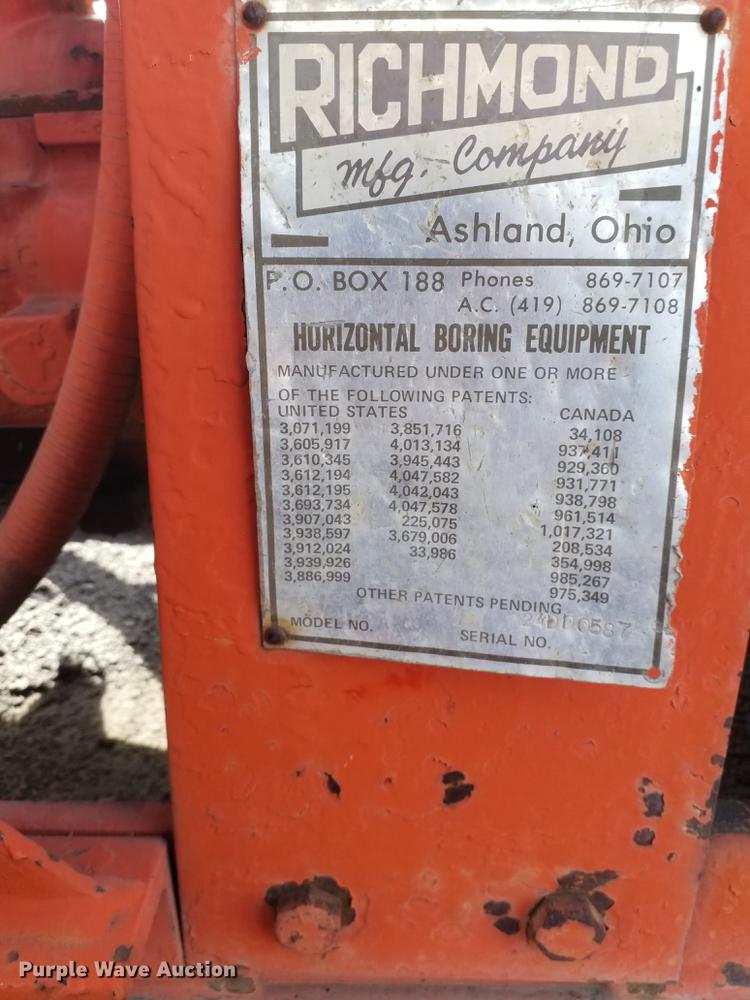 RICHMOND
Mfg. Company
Ashland, Ohio
P.O. BOX 188 Phones 869-7107
A.C. (419) 869-7108
HORIZONTAL BORING EQUIPMENT
MANUFACTURED UNDER ONE OR MORE
OF THE FOLLOWING PATENTS:
UNITED STATES CANADA
3,071,199 3,851,716 34,108
3,605,917 4,013,134 937,411
3,610,345 3,945,443 929,360
3,612,194 4,047,582 931,771
3,612,195 4,042,043 938,798
3,693,734 4,047,578 961,514
3,907,043 225,075 1,017,321
3,938,597 3,679,006 208,534
3,912,024 33,986 354,998
3,939,926 985,267
3,886,999 975,349
OTHER PATENTS PENDING
MODEL NO. SERIAL NO.
Purple Wave Auction